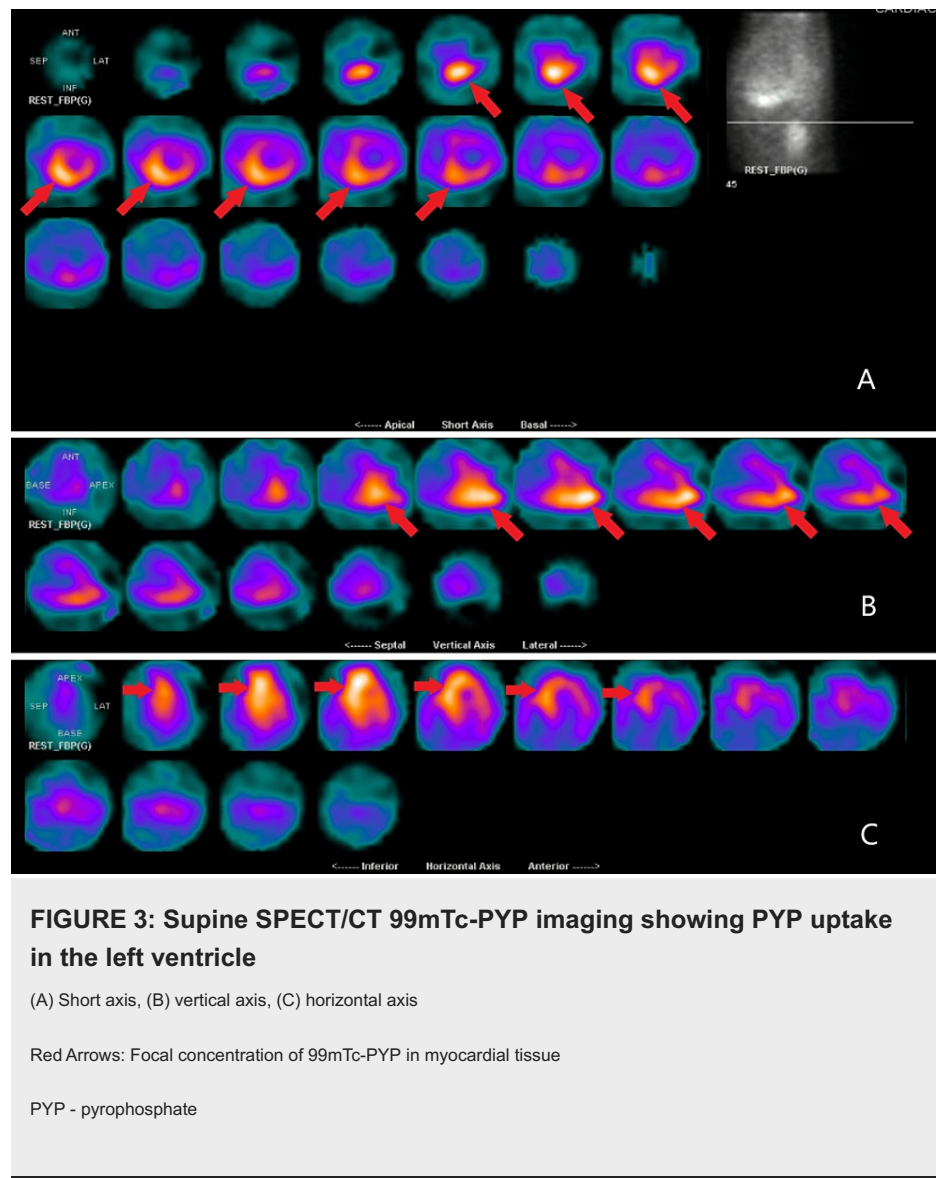 CARDIAC
ANT
SEP LAT
INF
REST_FBP(G)
REST_FBP(G)
45
A
<------ Apical Short Axis Basal ------>
ANT
BASE APEX
INF
REST_FBP(G)
B
<------ Septal Vertical Axis Lateral ------>
APEX
SEP LAT
BASE
REST_FBP(G)
C
<------ Inferior Horizontal Axis Anterior ------>
FIGURE 3: Supine SPECT/CT 99mTc-PYP imaging showing PYP uptake
in the left ventricle
(A) Short axis, (B) vertical axis, (C) horizontal axis
Red Arrows: Focal concentration of 99mTc-PYP in myocardial tissue
PYP - pyrophosphate